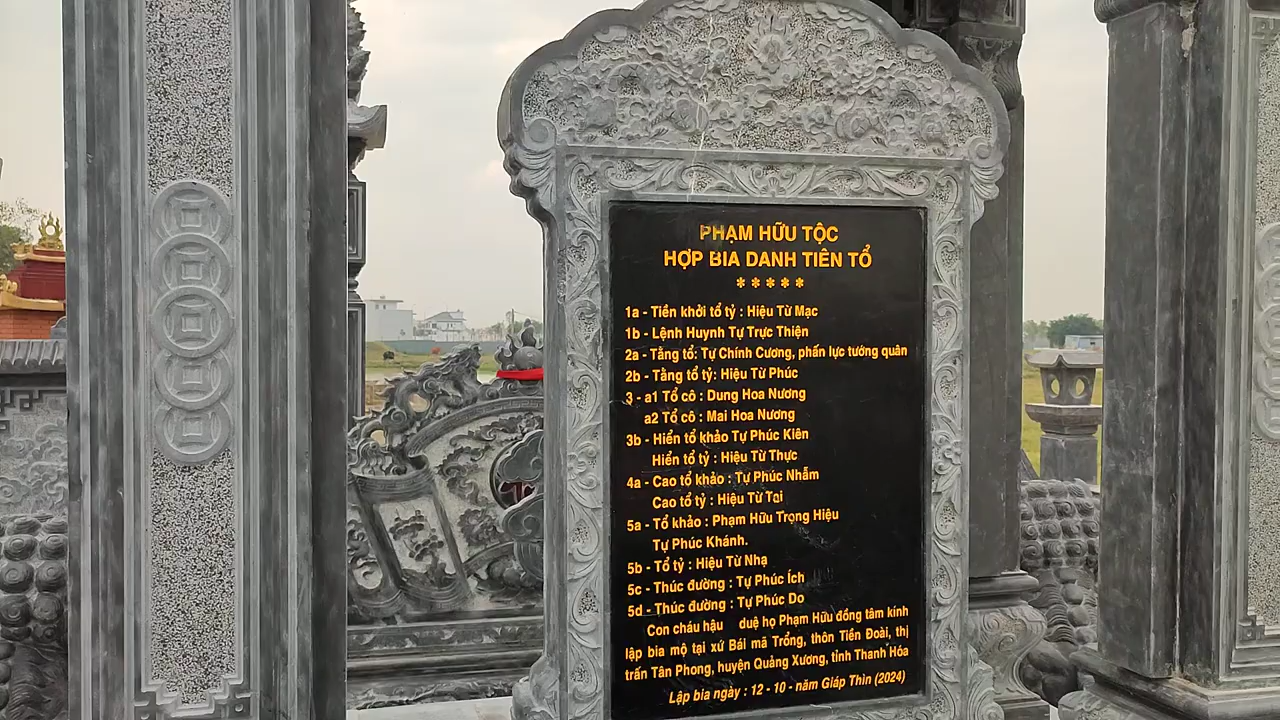 PHẠM HỮU TỘC
HỢP BIA DANH TIÊN TỔ
* * * * *
1a - Tiền khởi tổ tỷ : Hiệu Từ Mạc
1b - Lệnh Huynh Tự Trực Thiện
2a - Tằng tổ: Tự Chính Cương, phấn lực tướng quân
2b - Tằng tổ tỷ: Hiệu Từ Phúc
3 - a1 Tổ cô : Dung Hoa Nương
a2 Tổ cô : Mai Hoa Nương
3b - Hiển tổ khảo Tự Phúc Kiên
Hiển tổ tỷ : Hiệu Từ Thực
4a - Cao tổ khảo : Tự Phúc Nhẫm
Cao tổ tỷ : Hiệu Từ Tại
5a - Tổ khảo : Phạm Hữu Trọng Hiệu
Tự Phúc Khánh.
5b - Tổ tỷ : Hiệu Từ Nhạ
5c - Thúc đường : Tự Phúc Ích
5d - Thúc đường : Tự Phúc Do
Con cháu hậu duệ họ Phạm Hữu đồng tâm kính
lập bia mộ tại xứ Bái mã Trổng, thôn Tiền Đoài, thị
trấn Tân Phong, huyện Quảng Xương, tỉnh Thanh Hóa
Lập bia ngày : 12 - 10 - năm Giáp Thìn (2024)